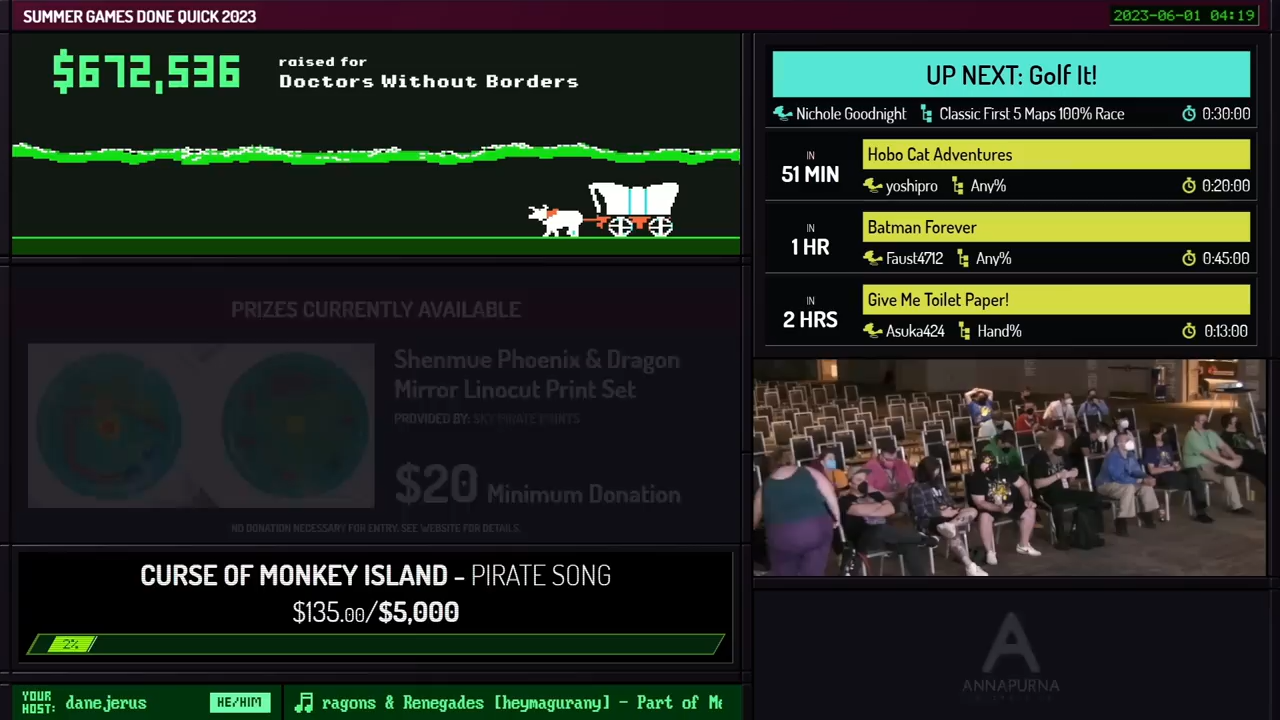 SUMMER GAMES DONE QUICK 2023
2023-06-01 04:19
$672,536
raised for
Doctors Without Borders
UP NEXT: Golf It!
Nichole Goodnight Classic First 5 Maps 100% Race 0:30:00
IN
51 MIN
Hobo Cat Adventures
yoshipro Any% 0:20:00
IN
1 HR
Batman Forever
Faust4712 Any% 0:45:00
IN
2 HRS
Give Me Toilet Paper!
Asuka424 Hand% 0:13:00
PRIZES CURRENTLY AVAILABLE
Shenmue Phoenix & Dragon
Mirror Linocut Print Set
PROVIDED BY: SKY PIRATE PRINTS
$20 Minimum Donation
NO DONATION NECESSARY FOR ENTRY. SEE WEBSITE FOR DETAILS.
CURSE OF MONKEY ISLAND – PIRATE SONG
$135.00/$5,000
2%
ANNAPURNA
YOUR
HOST: danejerus HE/HIM
ragons & Renegades [heymagurany] – Part of Me